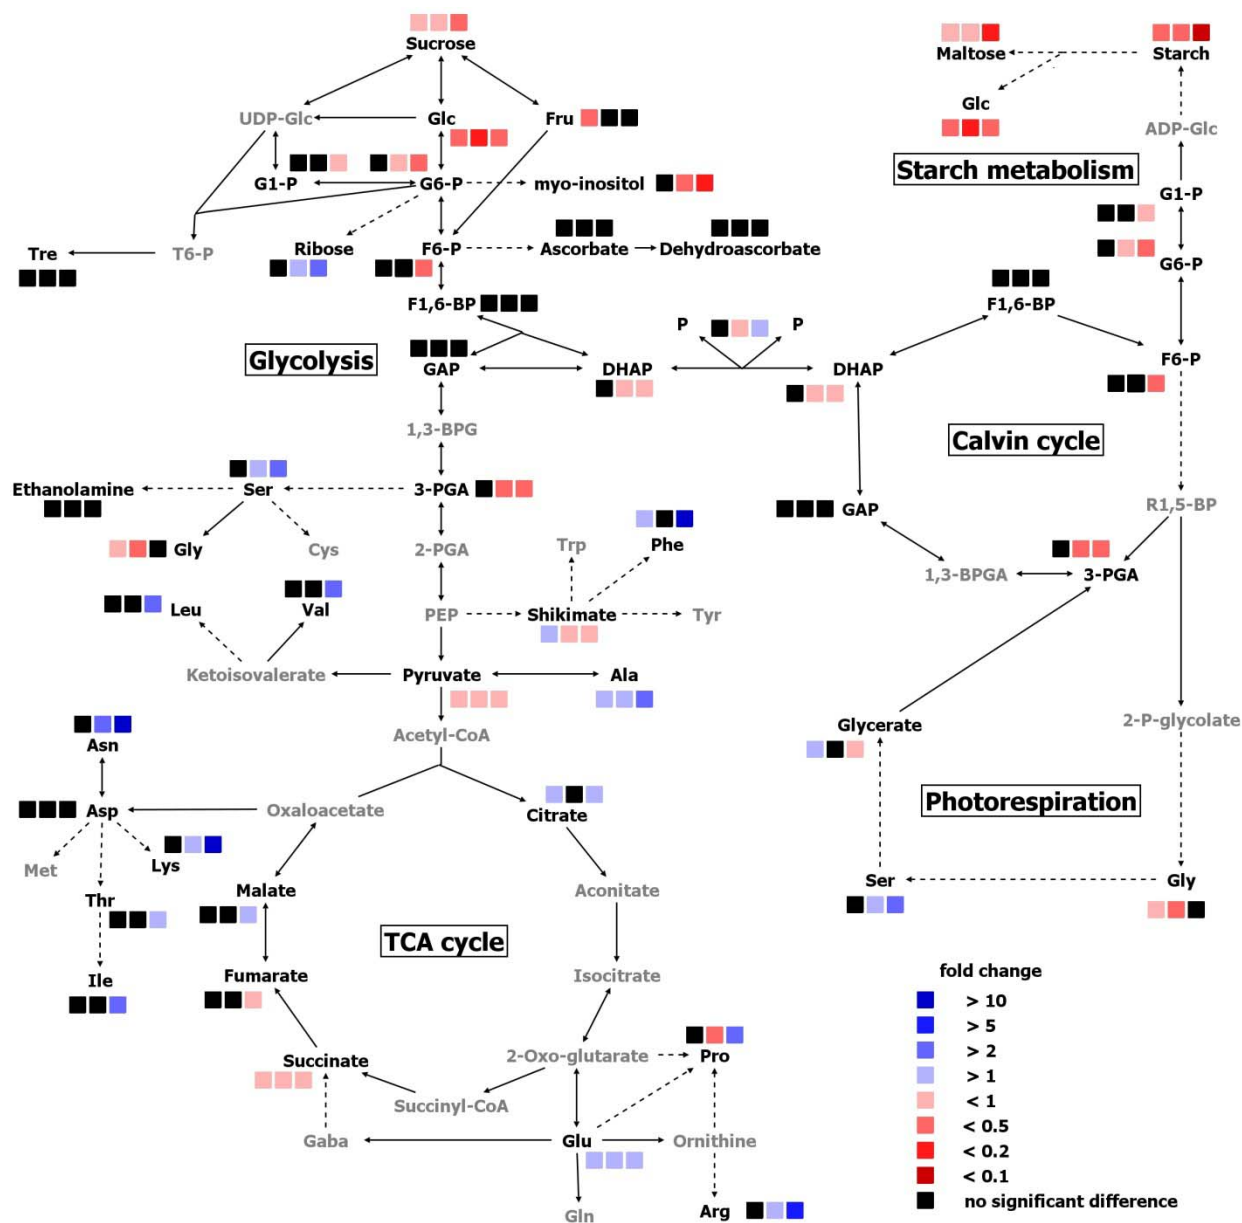 Sucrose
Maltose
Starch
Glc
UDP-Glc
Glc
Fru
ADP-Glc
Starch metabolism
G1-P
G6-P
myo-inositol
G1-P
Tre
T6-P
Ribose
F6-P
Ascorbate
Dehydroascorbate
G6-P
F1,6-BP
F1,6-BP
P
P
Glycolysis
GAP
DHAP
DHAP
F6-P
1,3-BPG
Calvin cycle
Ethanolamine
Ser
3-PGA
GAP
R1,5-BP
Gly
Cys
2-PGA
Trp
Phe
1,3-BPGA
3-PGA
Leu
Val
PEP
Shikimate
Tyr
Ketoisovalerate
Pyruvate
Ala
Acetyl-CoA
Glycerate
2-P-glycolate
Asn
Asp
Oxaloacetate
Citrate
Photorespiration
Met
Lys
Thr
Malate
Aconitate
Ser
Gly
TCA cycle
Ile
Fumarate
Isocitrate
fold change
> 10
> 5
> 2
> 1
< 1
< 0.5
< 0.2
< 0.1
no significant difference
Succinate
2-Oxo-glutarate
Pro
Succinyl-CoA
Gaba
Glu
Ornithine
Gln
Arg